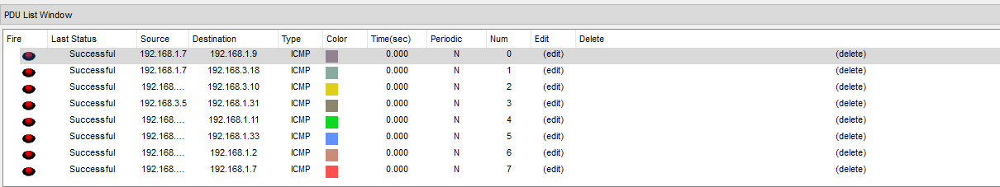 PDU List Window
Fire Last Status Source Destination Type Color Time(sec) Periodic Num Edit Delete
Successful 192.168.1.7 192.168.1.9 ICMP 0.000 N 0 (edit) (delete)
Successful 192.168.1.7 192.168.3.18 ICMP 0.000 N 1 (edit) (delete)
Successful 192.168.... 192.168.3.10 ICMP 0.000 N 2 (edit) (delete)
Successful 192.168.3.5 192.168.1.31 ICMP 0.000 N 3 (edit) (delete)
Successful 192.168.... 192.168.1.11 ICMP 0.000 N 4 (edit) (delete)
Successful 192.168.... 192.168.1.33 ICMP 0.000 N 5 (edit) (delete)
Successful 192.168.... 192.168.1.2 ICMP 0.000 N 6 (edit) (delete)
Successful 192.168.... 192.168.1.7 ICMP 0.000 N 7 (edit) (delete)